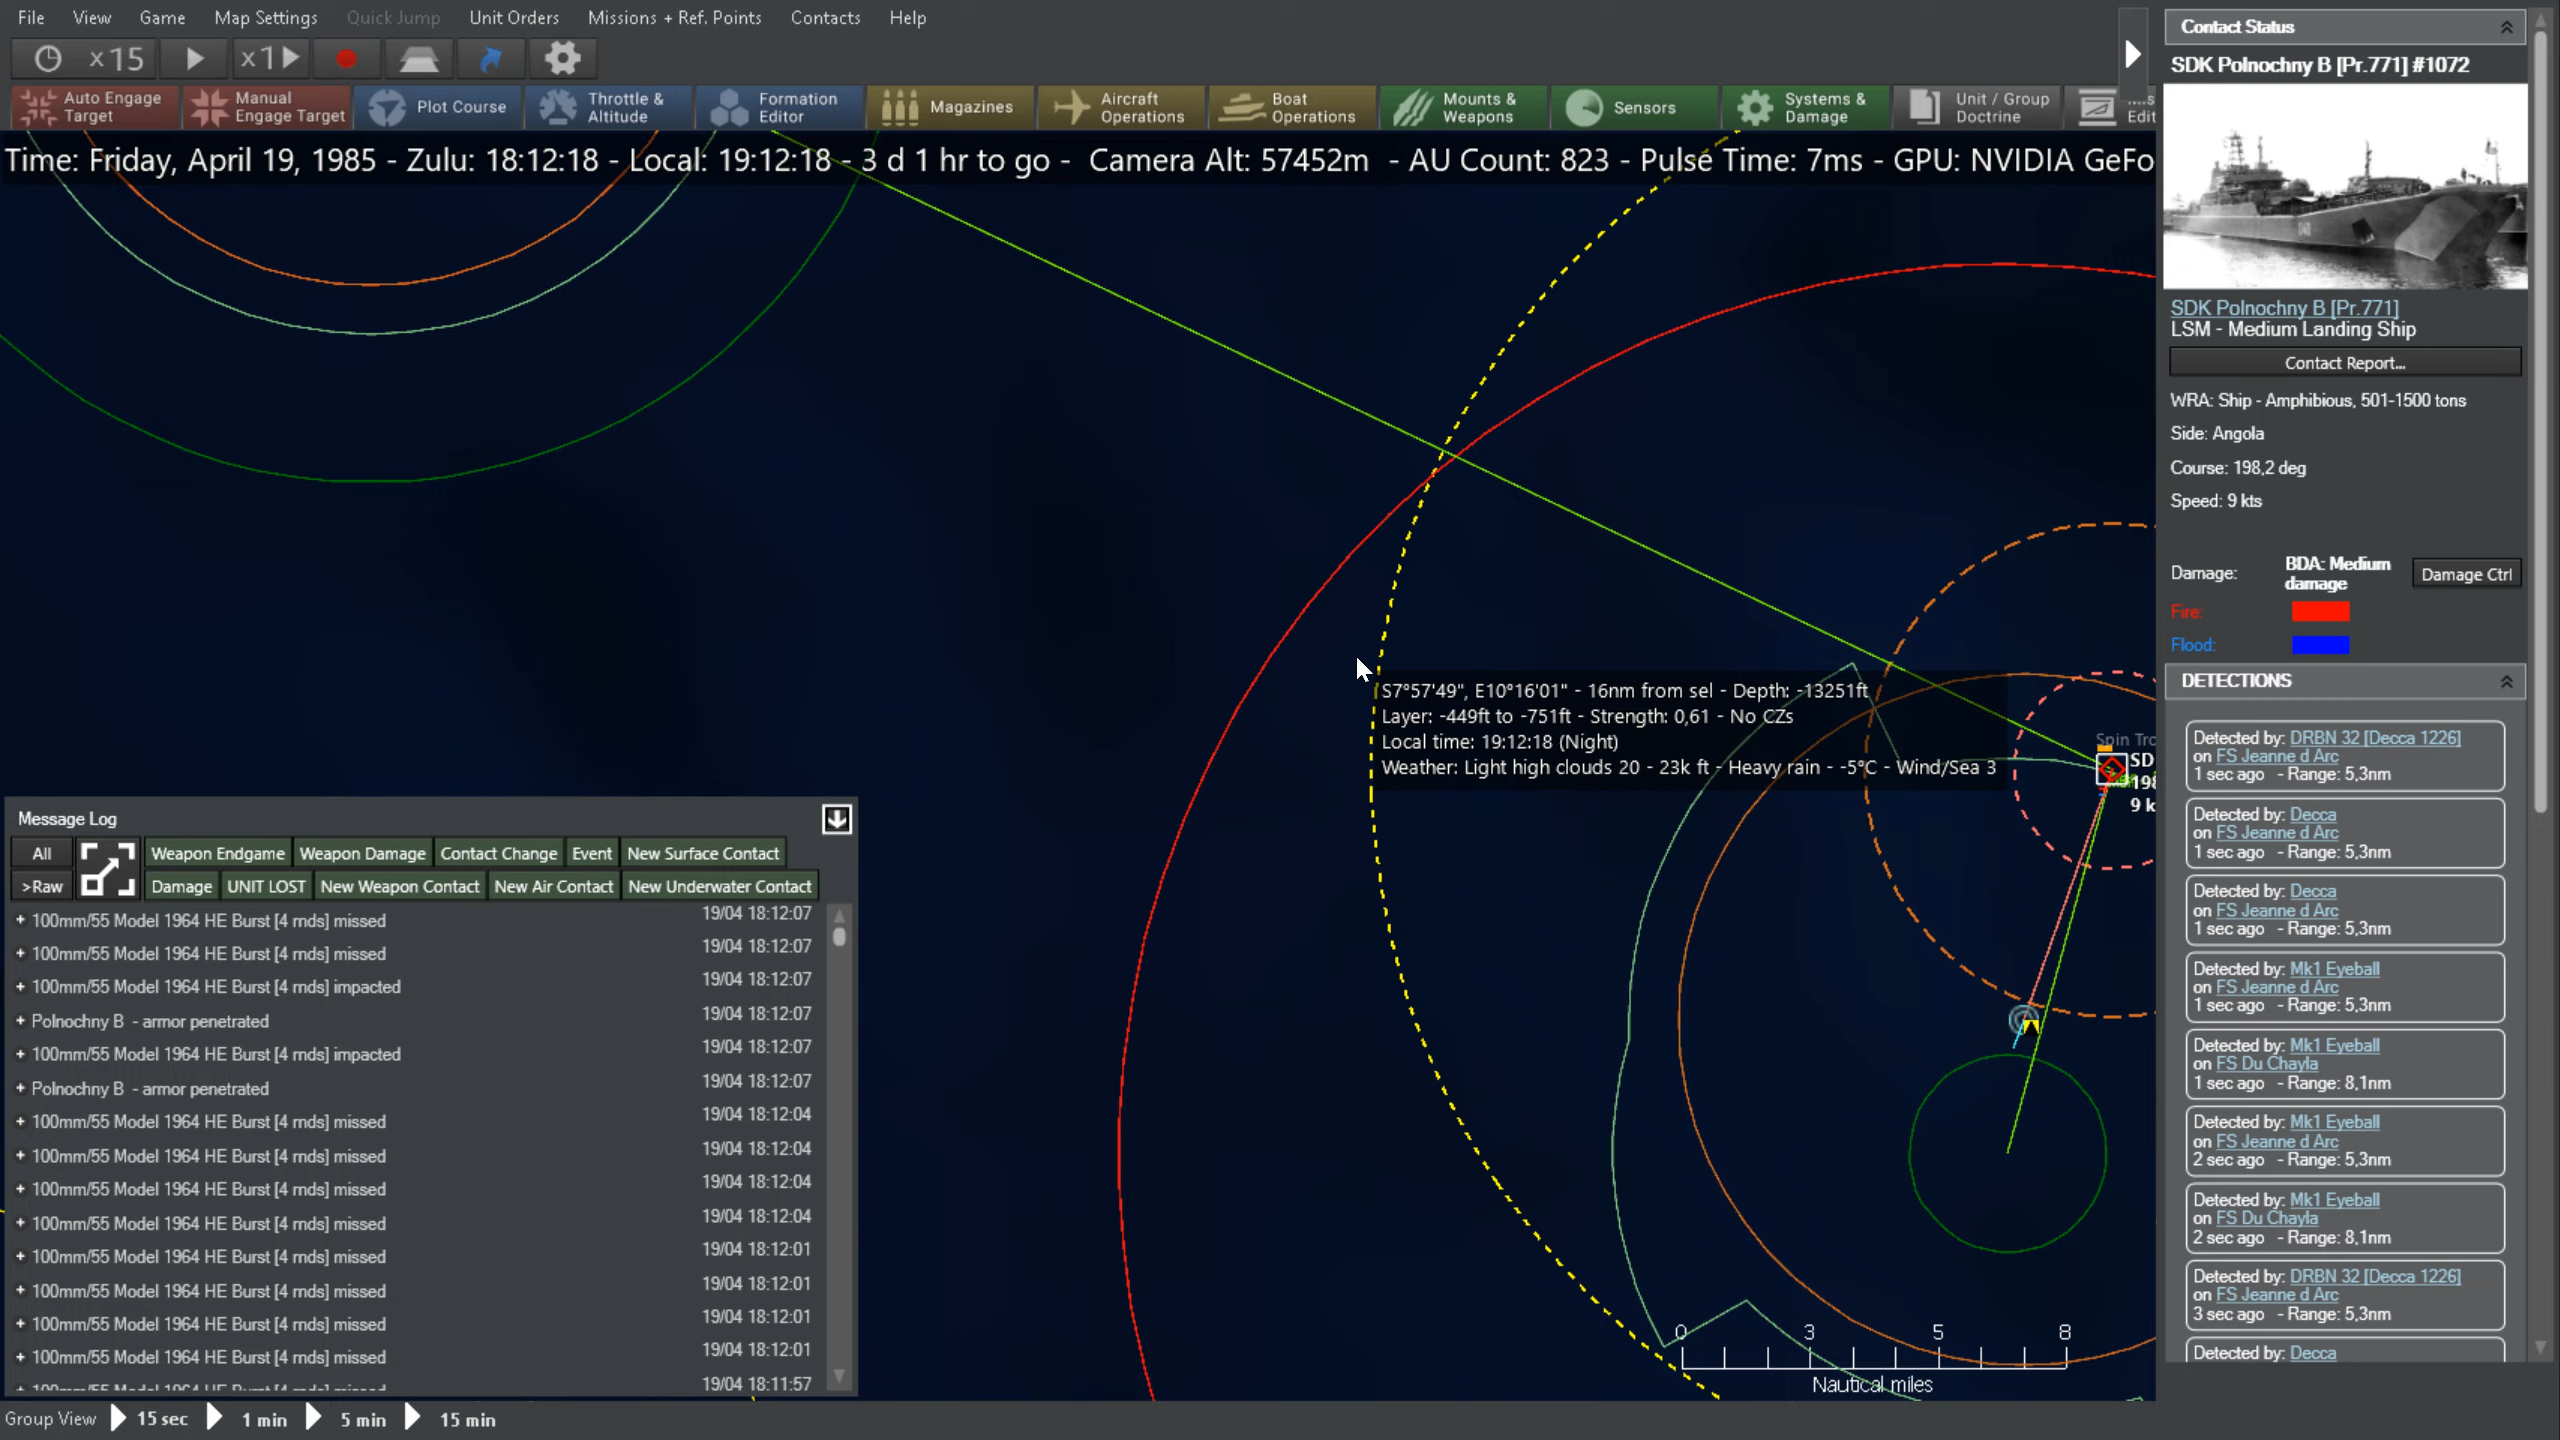 File View Game Map Settings Quick Jump Unit Orders Missions + Ref. Points Contacts Help
x15 x1
Auto Engage Target
Manual Engage Target
Plot Course
Throttle & Altitude
Formation Editor
Magazines
Aircraft Operations
Boat Operations
Mounts & Weapons
Sensors
Systems & Damage
Unit / Group Doctrine
Time: Friday, April 19, 1985 - Zulu: 18:12:18 - Local: 19:12:18 - 3 d 1 hr to go - Camera Alt: 57452m - AU Count: 823 - Pulse Time: 7ms - GPU: NVIDIA GeFo
S7°57'49", E10°16'01" - 16nm from sel - Depth: -13251ft
Layer: -449ft to -751ft - Strength: 0,61 - No CZs
Local time: 19:12:18 (Night)
Weather: Light high clouds 20 - 23k ft - Heavy rain - -5°C - Wind/Sea 3
Spin Tro
SD
198
9 k
0 3 5 8
Nautical miles
Message Log
All Weapon Endgame Weapon Damage Contact Change Event New Surface Contact
>Raw Damage UNIT LOST New Weapon Contact New Air Contact New Underwater Contact
+ 100mm/55 Model 1964 HE Burst [4 rnds] missed 19/04 18:12:07
+ 100mm/55 Model 1964 HE Burst [4 rnds] missed 19/04 18:12:07
+ 100mm/55 Model 1964 HE Burst [4 rnds] impacted 19/04 18:12:07
+ Polnochny B - armor penetrated 19/04 18:12:07
+ 100mm/55 Model 1964 HE Burst [4 rnds] impacted 19/04 18:12:07
+ Polnochny B - armor penetrated 19/04 18:12:07
+ 100mm/55 Model 1964 HE Burst [4 rnds] missed 19/04 18:12:04
+ 100mm/55 Model 1964 HE Burst [4 rnds] missed 19/04 18:12:04
+ 100mm/55 Model 1964 HE Burst [4 rnds] missed 19/04 18:12:04
+ 100mm/55 Model 1964 HE Burst [4 rnds] missed 19/04 18:12:04
+ 100mm/55 Model 1964 HE Burst [4 rnds] missed 19/04 18:12:01
+ 100mm/55 Model 1964 HE Burst [4 rnds] missed 19/04 18:12:01
+ 100mm/55 Model 1964 HE Burst [4 rnds] missed 19/04 18:12:01
+ 100mm/55 Model 1964 HE Burst [4 rnds] missed 19/04 18:12:01
19/04 18:11:57
Group View 15 sec 1 min 5 min 15 min
Contact Status
SDK Polnochny B [Pr.771] #1072
SDK Polnochny B [Pr.771]
LSM - Medium Landing Ship
Contact Report...
WRA: Ship - Amphibious, 501-1500 tons
Side: Angola
Course: 198,2 deg
Speed: 9 kts
Damage: BDA: Medium damage Damage Ctrl
Fire:
Flood:
DETECTIONS
Detected by: DRBN 32 [Decca 1226]
on FS Jeanne d Arc
1 sec ago - Range: 5,3nm
Detected by: Decca
on FS Jeanne d Arc
1 sec ago - Range: 5,3nm
Detected by: Decca
on FS Jeanne d Arc
1 sec ago - Range: 5,3nm
Detected by: Mk1 Eyeball
on FS Jeanne d Arc
1 sec ago - Range: 5,3nm
Detected by: Mk1 Eyeball
on FS Du Chayla
1 sec ago - Range: 8,1nm
Detected by: Mk1 Eyeball
on FS Jeanne d Arc
2 sec ago - Range: 5,3nm
Detected by: Mk1 Eyeball
on FS Du Chayla
2 sec ago - Range: 8,1nm
Detected by: DRBN 32 [Decca 1226]
on FS Jeanne d Arc
3 sec ago - Range: 5,3nm
Detected by: Decca